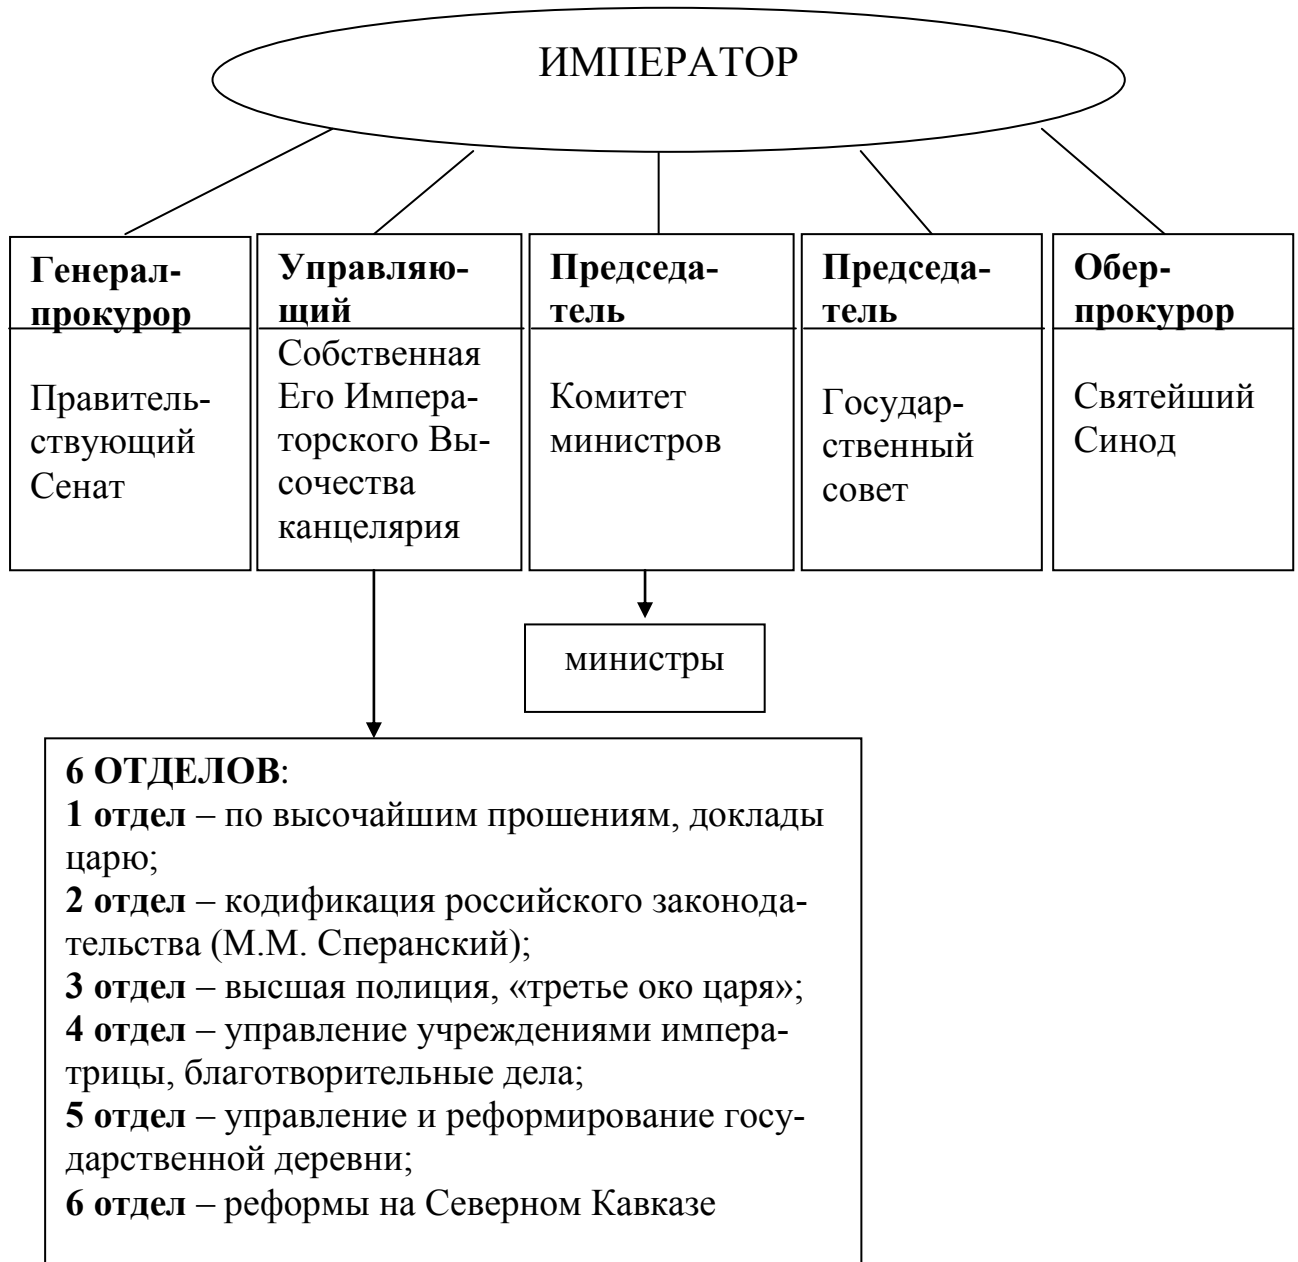 ИМПЕРАТОР
Генерал-
прокурор
Правитель-
ствующий
Сенат
Управляю-
щий
Собственная
Его Импера-
торского Вы-
сочества
канцелярия
Председа-
тель
Комитет
министров
Председа-
тель
Государ-
ственный
совет
Обер-
прокурор
Святейший
Синод
министры
6 ОТДЕЛОВ:
1 отдел – по высочайшим прошениям, доклады
царю;
2 отдел – кодификация российского законода-
тельства (М.М. Сперанский);
3 отдел – высшая полиция, «третье око царя»;
4 отдел – управление учреждениями импера-
трицы, благотворительные дела;
5 отдел – управление и реформирование госу-
дарственной деревни;
6 отдел – реформы на Северном Кавказе